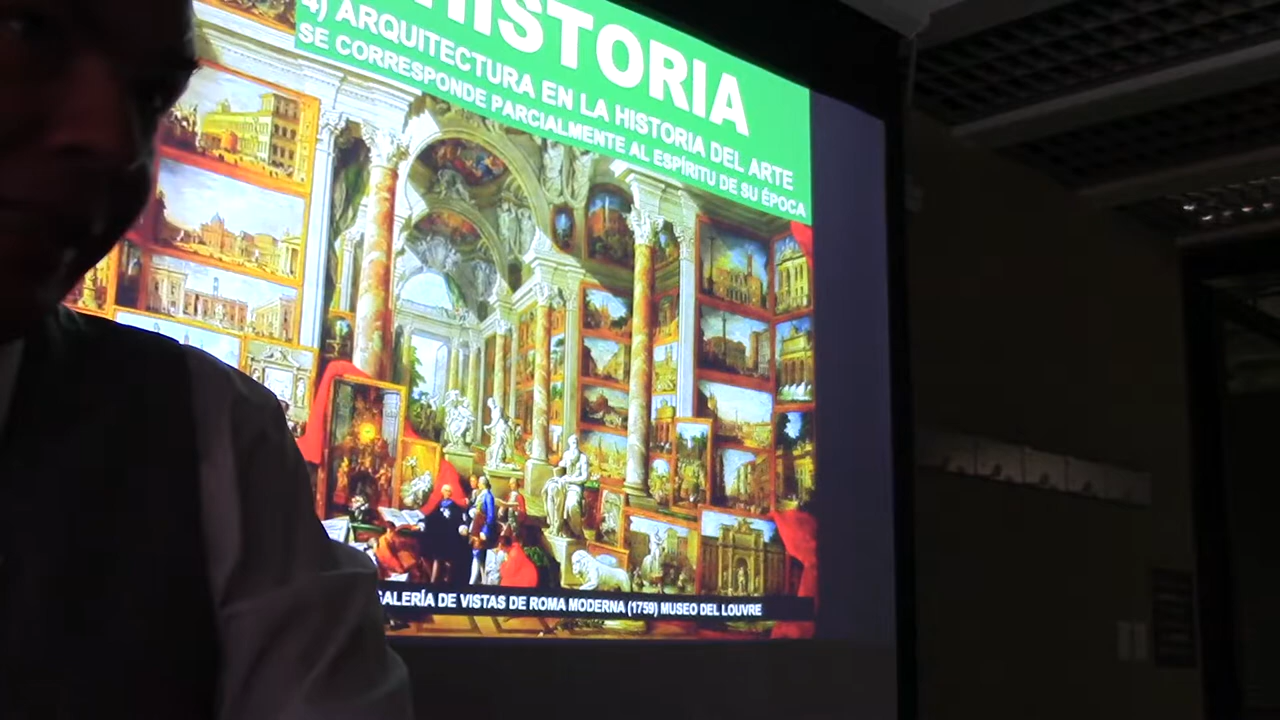 HISTORIA
4) ARQUITECTURA EN LA HISTORIA DEL ARTE
SE CORRESPONDE PARCIALMENTE AL ESPÍRITU DE SU ÉPOCA
GALERÍA DE VISTAS DE ROMA MODERNA (1759) MUSEO DEL LOUVRE